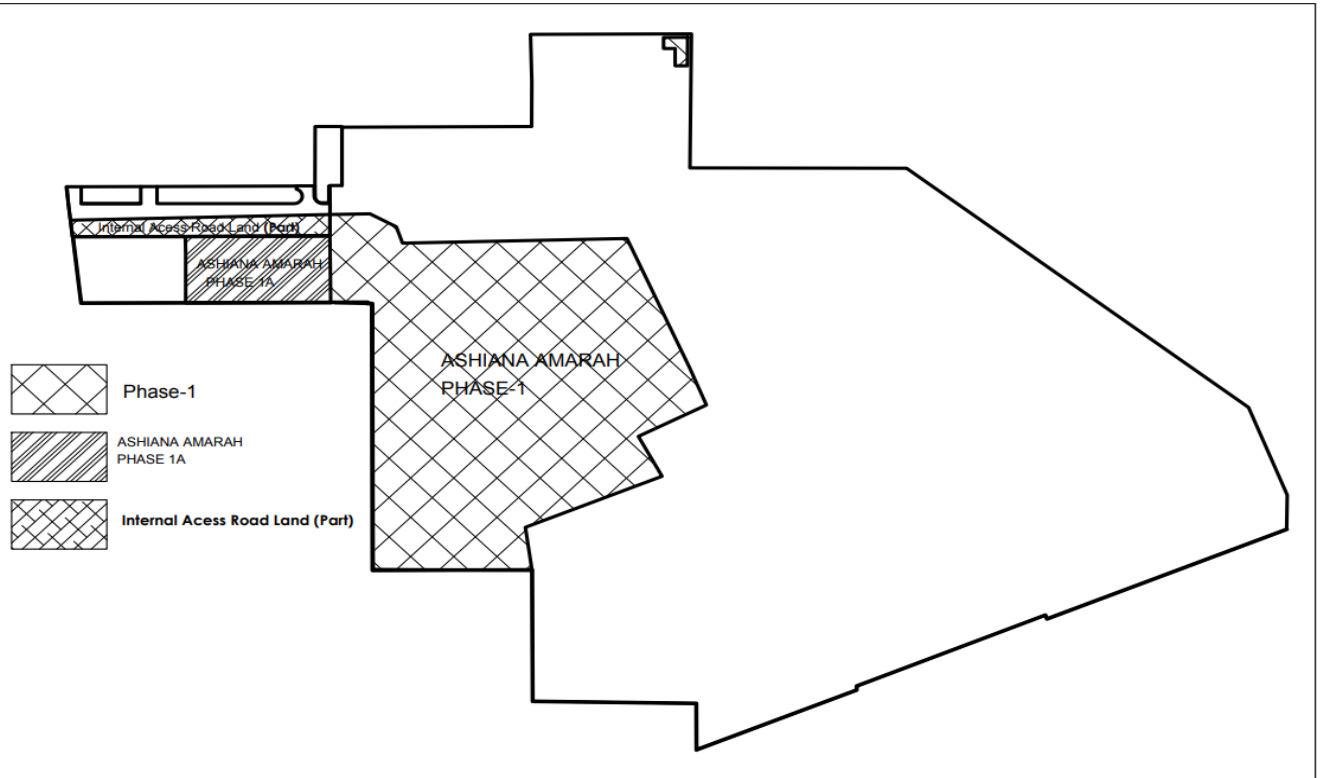 Internal Acess Road Land (Part)
ASHIANA AMARAH
PHASE 1A
ASHIANA AMARAH
PHASE-1
Phase-1
ASHIANA AMARAH
PHASE 1A
Internal Acess Road Land (Part)